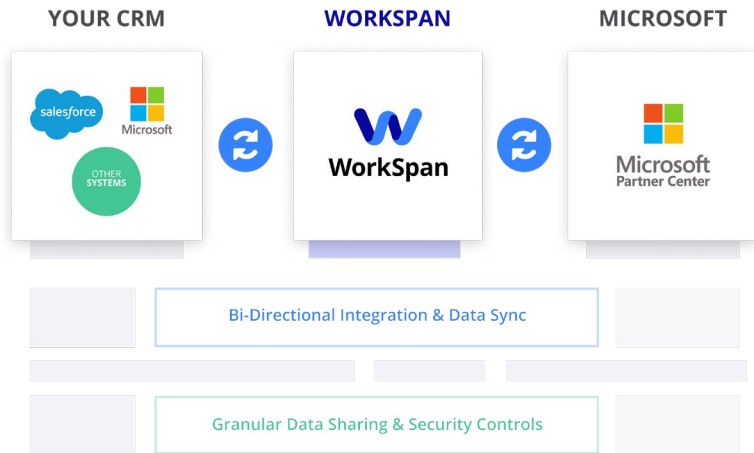 YOUR CRM
WORKSPAN
MICROSOFT
salesforce
Microsoft
OTHER
SYSTEMS
WorkSpan
Microsoft
Partner Center
Bi-Directional Integration & Data Sync
Granular Data Sharing & Security Controls